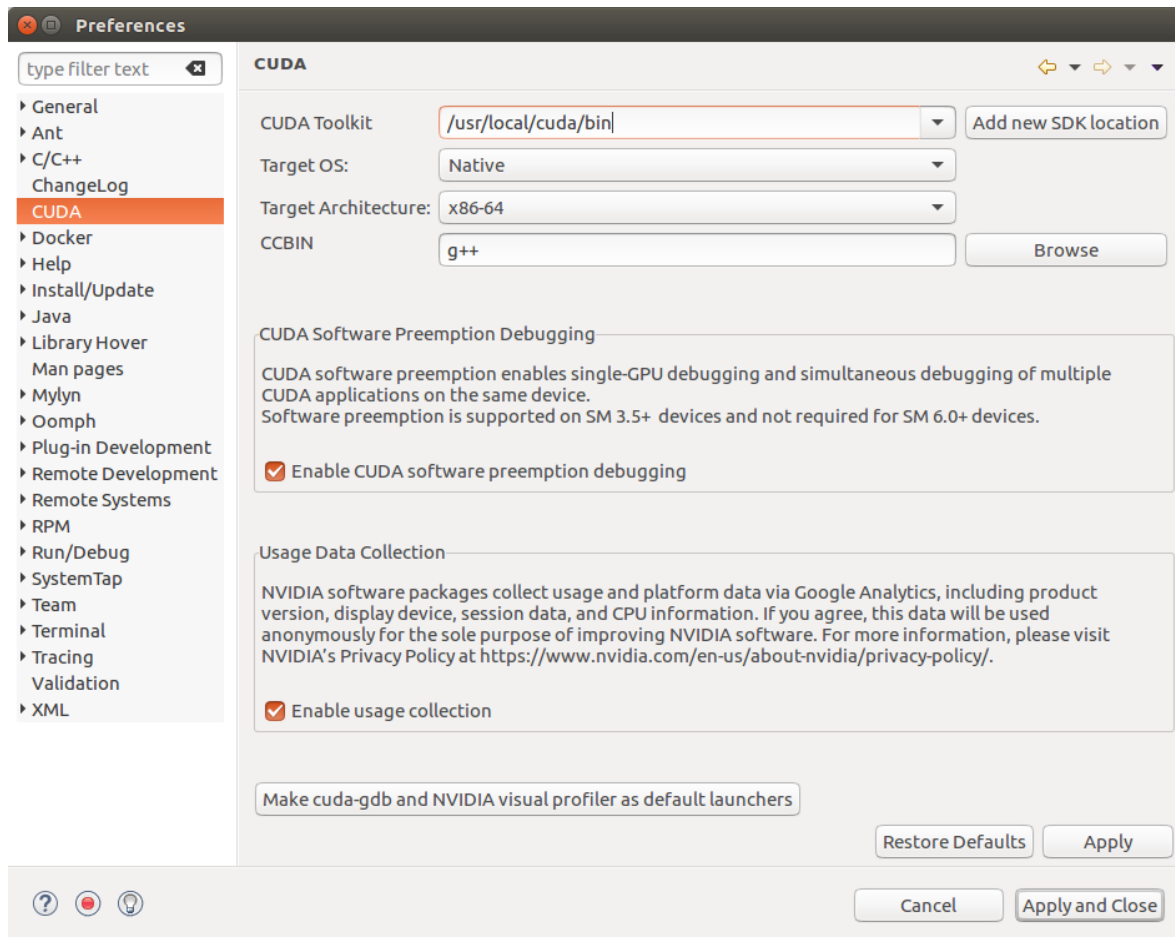 Preferences
type filter text
General
Ant
C/C++
ChangeLog
CUDA
Docker
Help
Install/Update
Java
Library Hover
Man pages
Mylyn
Oomph
Plug-in Development
Remote Development
Remote Systems
RPM
Run/Debug
SystemTap
Team
Terminal
Tracing
Validation
XML
CUDA
CUDA Toolkit /usr/local/cuda/bin Add new SDK location
Target OS: Native
Target Architecture: x86-64
CCBIN g++ Browse
CUDA Software Preemption Debugging
CUDA software preemption enables single-GPU debugging and simultaneous debugging of multiple
CUDA applications on the same device.
Software preemption is supported on SM 3.5+ devices and not required for SM 6.0+ devices.
Enable CUDA software preemption debugging
Usage Data Collection
NVIDIA software packages collect usage and platform data via Google Analytics, including product
version, display device, session data, and CPU information. If you agree, this data will be used
anonymously for the sole purpose of improving NVIDIA software. For more information, please visit
NVIDIA's Privacy Policy at https://www.nvidia.com/en-us/about-nvidia/privacy-policy/.
Enable usage collection
Make cuda-gdb and NVIDIA visual profiler as default launchers
Restore Defaults Apply
Cancel Apply and Close